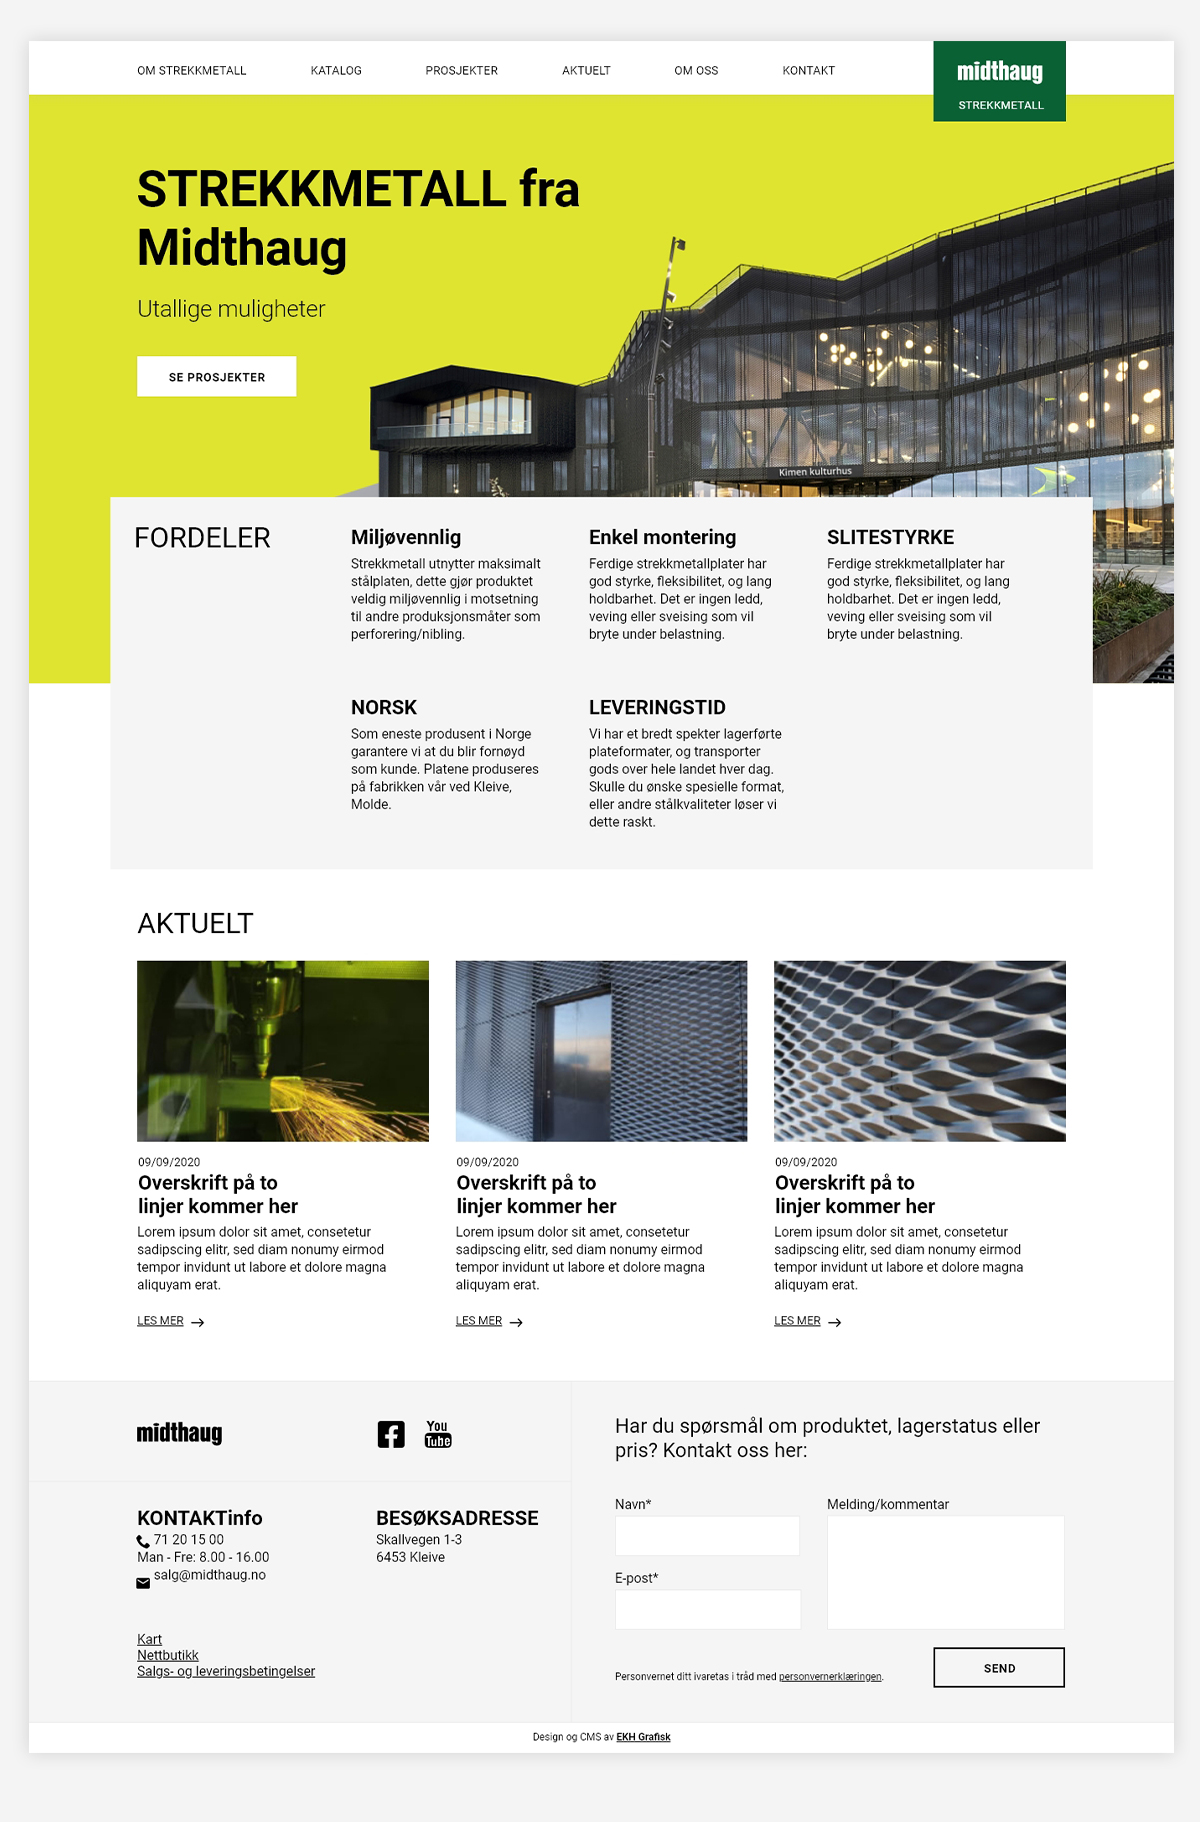 OM STREKKMETALL
KATALOG
PROSJEKTER
AKTUELT
OM OSS
KONTAKT
midthaug
STREKKMETALL
STREKKMETALL fra
Midthaug
Utallige muligheter
SE PROSJEKTER
Kimen kulturhus
FORDELER
Miljøvennlig
Strekkmetall utnytter maksimalt
stålplaten, dette gjør produktet
veldig miljøvennlig i motsetning
til andre produksjonsmåter som
perforering/nibling.
Enkel montering
Ferdige strekkmetallplater har
god styrke, fleksibilitet, og lang
holdbarhet. Det er ingen ledd,
veving eller sveising som vil
bryte under belastning.
SLITESTYRKE
Ferdige strekkmetallplater har
god styrke, fleksibilitet, og lang
holdbarhet. Det er ingen ledd,
veving eller sveising som vil
bryte under belastning.
NORSK
Som eneste produsent i Norge
garantere vi at du blir fornøyd
som kunde. Platene produseres
på fabrikken vår ved Kleive,
Molde.
LEVERINGSTID
Vi har et bredt spekter lagerførte
plateformater, og transporter
gods over hele landet hver dag.
Skulle du ønske spesielle format,
eller andre stålkvaliteter løser vi
dette raskt.
AKTUELT
09/09/2020
Overskrift på to
linjer kommer her
Lorem ipsum dolor sit amet, consetetur
sadipscing elitr, sed diam nonumy eirmod
tempor invidunt ut labore et dolore magna
aliquyam erat.
LES MER
09/09/2020
Overskrift på to
linjer kommer her
Lorem ipsum dolor sit amet, consetetur
sadipscing elitr, sed diam nonumy eirmod
tempor invidunt ut labore et dolore magna
aliquyam erat.
LES MER
09/09/2020
Overskrift på to
linjer kommer her
Lorem ipsum dolor sit amet, consetetur
sadipscing elitr, sed diam nonumy eirmod
tempor invidunt ut labore et dolore magna
aliquyam erat.
LES MER
midthaug
You
Tube
KONTAKTinfo
71 20 15 00
Man - Fre: 8.00 - 16.00
salg@midthaug.no
BESØKSADRESSE
Skallvegen 1-3
6453 Kleive
Kart
Nettbutikk
Salgs- og leveringsbetingelser
Har du spørsmål om produktet, lagerstatus eller
pris? Kontakt oss her:
Navn*
E-post*
Melding/kommentar
Personvernet ditt ivaretas i tråd med personvernerklæringen.
SEND
Design og CMS av EKH Grafisk